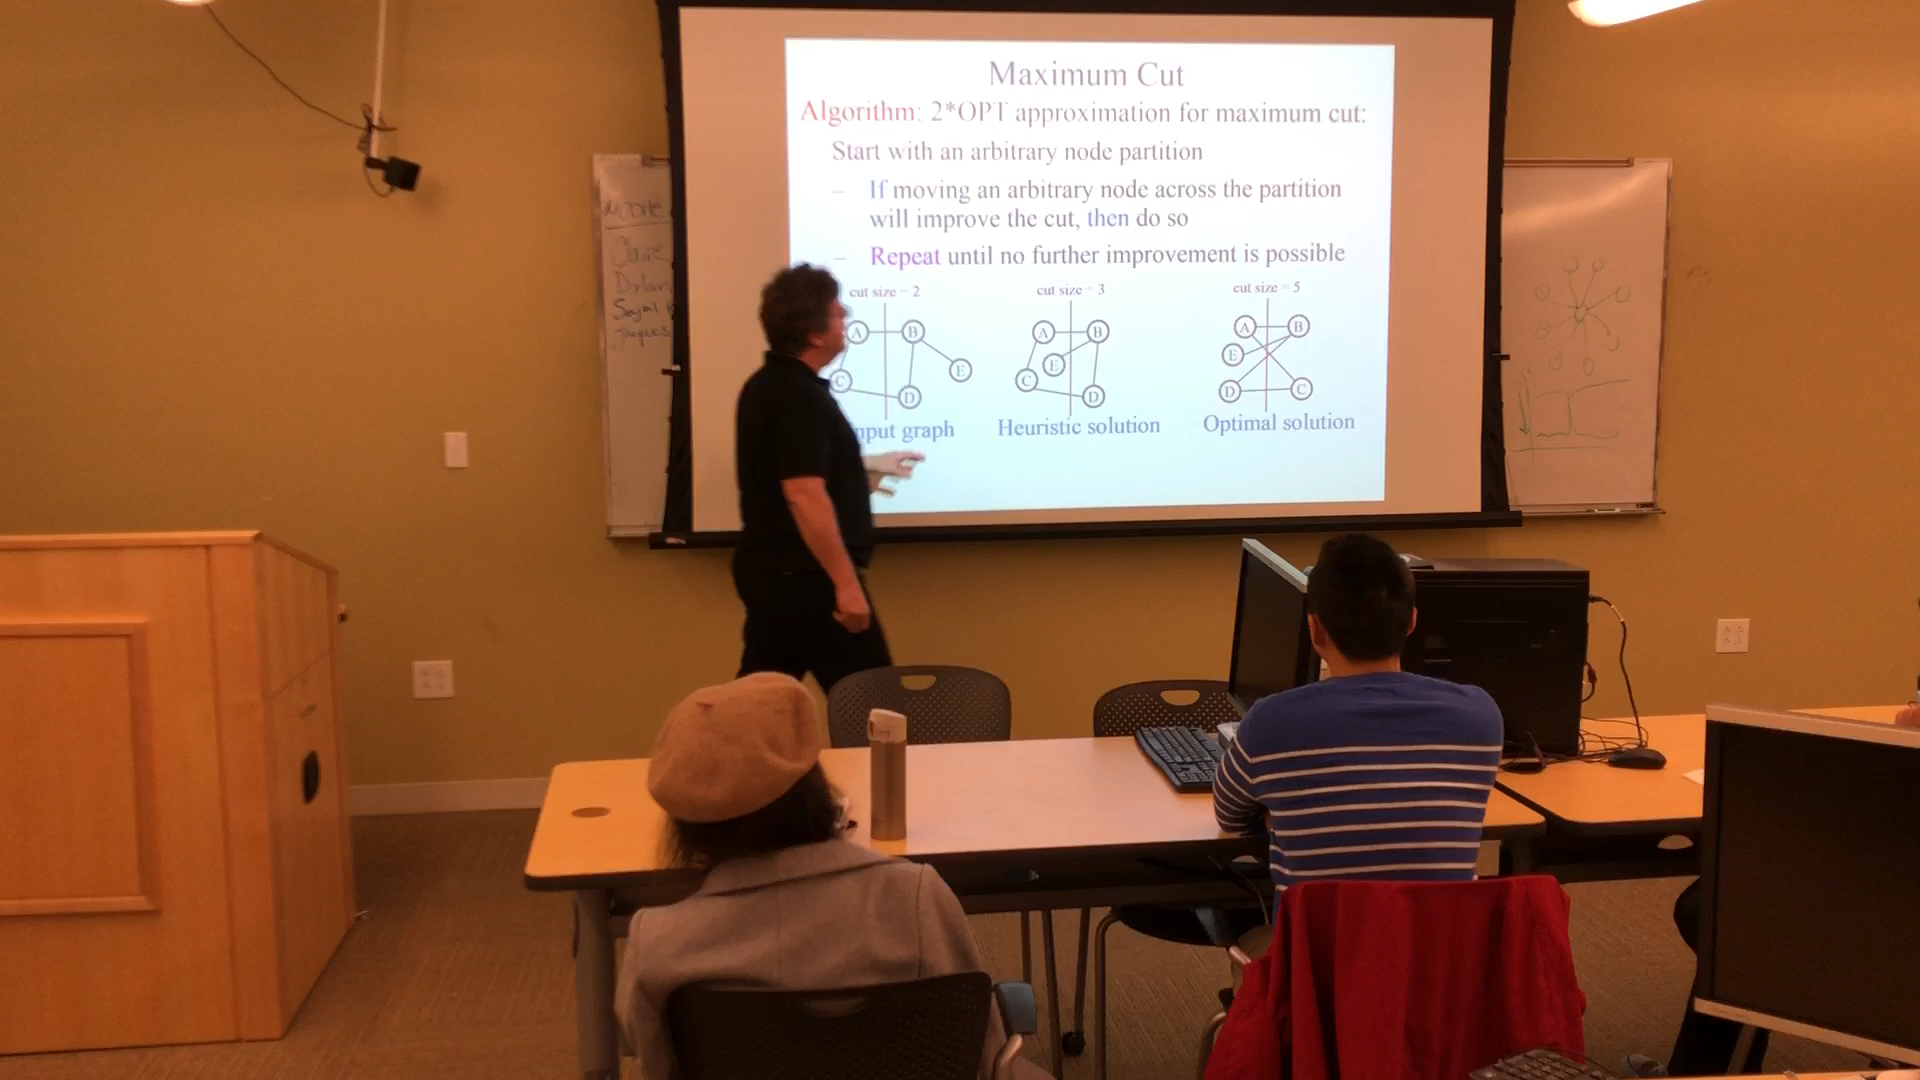 Maximum Cut
Algorithm: 2*OPT approximation for maximum cut:
Start with an arbitrary node partition
– If moving an arbitrary node across the partition
will improve the cut, then do so
– Repeat until no further improvement is possible
cut size = 2
cut size = 3
cut size = 5
A B
E
C
D
A B
E
C
D
A B
E
D C
nput graph
Heuristic solution
Optimal solution
Claire
Dylan
Jacques